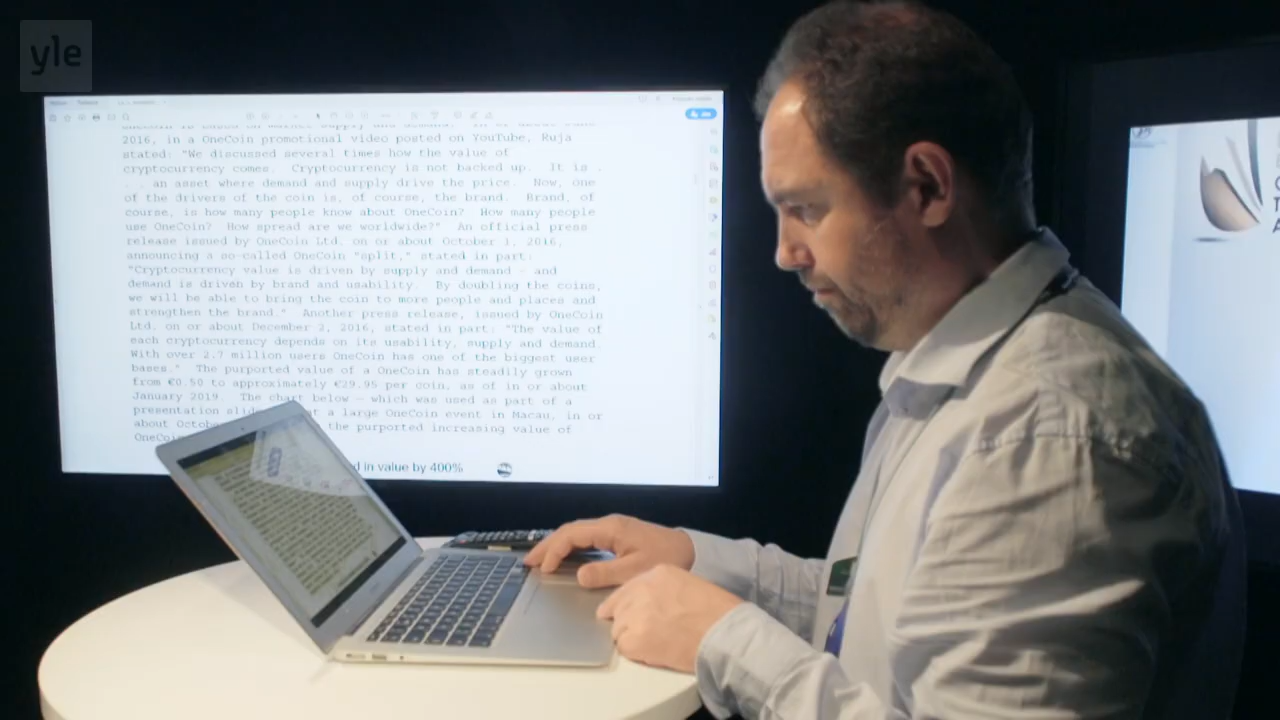 yle
2016, in a OneCoin promotional video posted on YouTube, Ruja
stated: "We discussed several times how the value of
cryptocurrency comes. Cryptocurrency is not backed up. It is .
. . an asset where demand and supply drive the price. Now, one
of the drivers of the coin is, of course, the brand. Brand, of
course, is how many people know about OneCoin? How many people
use OneCoin? How spread are we worldwide?" An official press
release issued by OneCoin Ltd. on or about October 1, 2016,
announcing a so-called OneCoin "split," stated in part:
"Cryptocurrency value is driven by supply and demand - and
demand is driven by brand and usability. By doubling the coins,
we will be able to bring the coin to more people and places and
strengthen the brand." Another press release, issued by OneCoin
Ltd. on or about December 2, 2016, stated in part: "The value of
each cryptocurrency depends on its usability, supply and demand.
With over 2.7 million users OneCoin has one of the biggest user
bases." The purported value of a OneCoin has steadily grown
from €0.50 to approximately €29.95 per coin, as of in or about
January 2019. The chart below — which was used as part of a
presentation slide at a large OneCoin event in Macau, in or
about Octobe the purported increasing value of
OneCoin
d in value by 400%